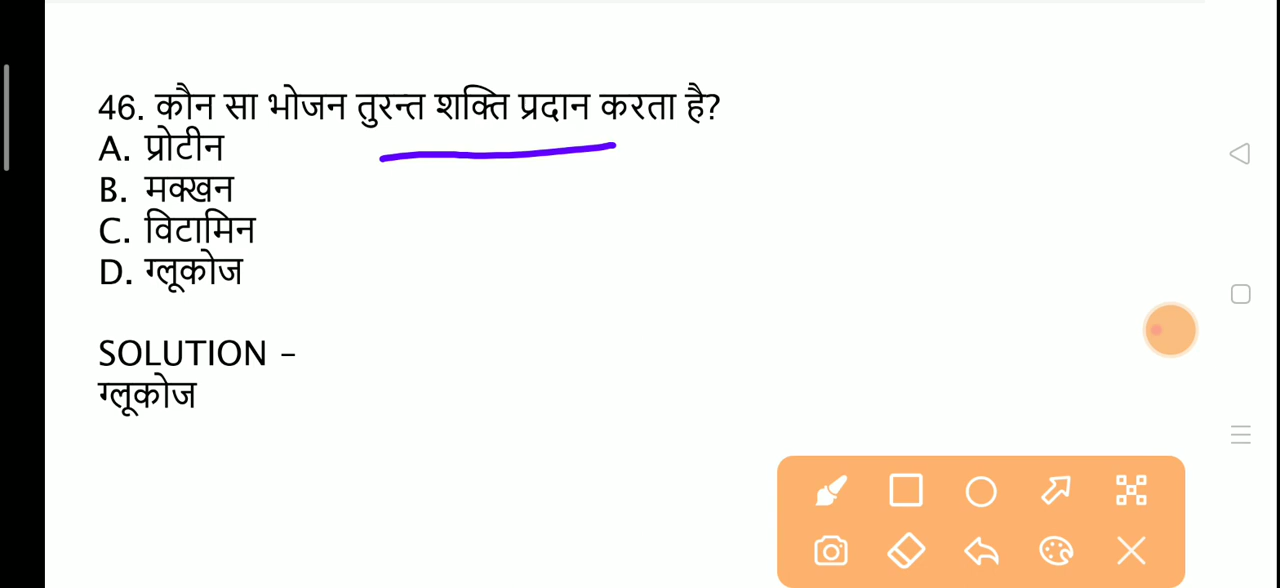 46. कौन सा भोजन तुरन्त शक्ति प्रदान करता है?
A. प्रोटीन
B. मक्खन
C. विटामिन
D. ग्लूकोज
SOLUTION -
ग्लूकोज